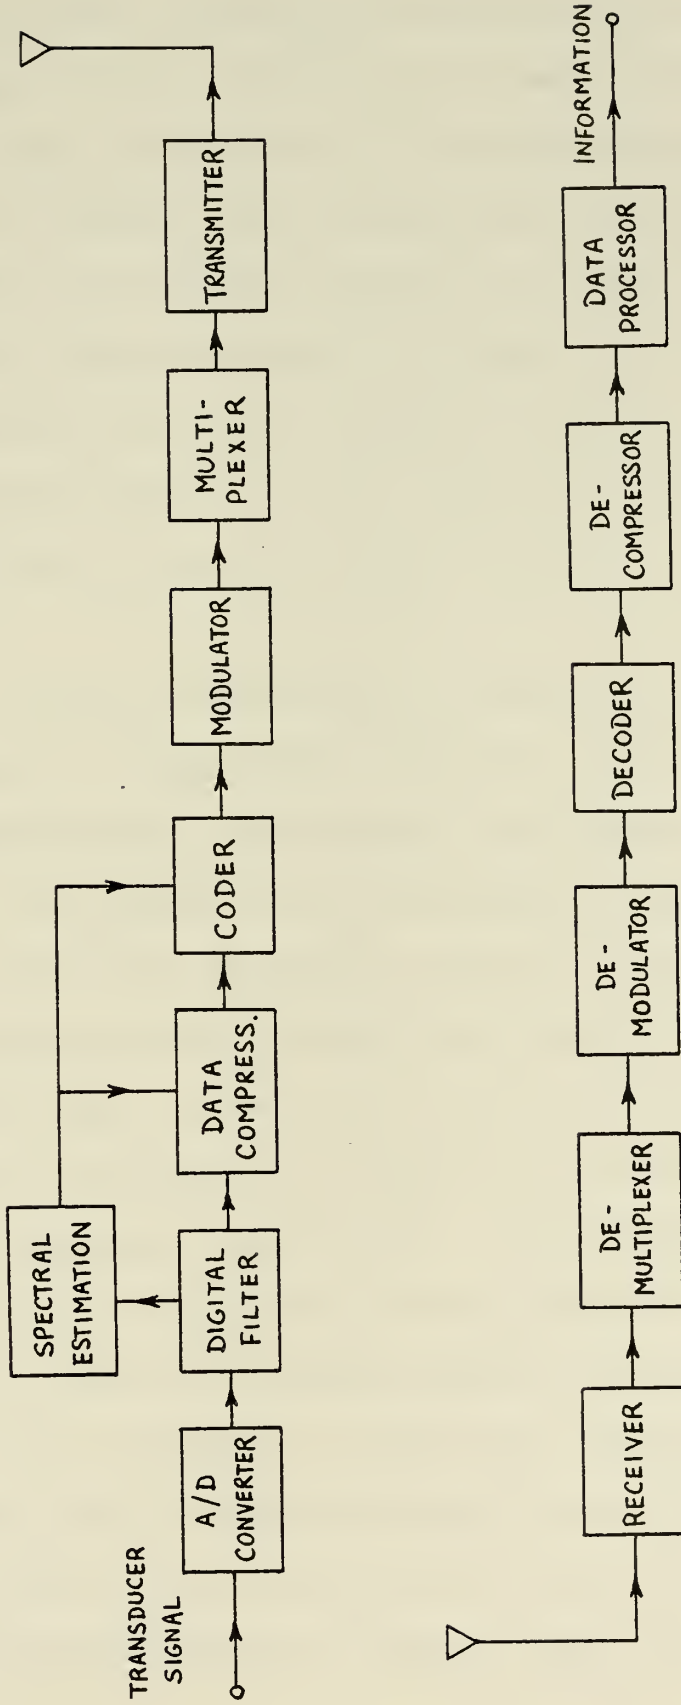 TRANSDUCER
SIGNAL
A/D
CONVERTER
DIGITAL
FILTER
SPECTRAL
ESTIMATION
DATA
COMPRESS.
CODER
MODULATOR
MULTI-
PLEXER
TRANSMITTER
RECEIVER
DE-
MULTIPLEXER
DE-
MODULATOR
DECODER
DE-
COMPRESSOR
DATA
PROCESSOR
INFORMATION